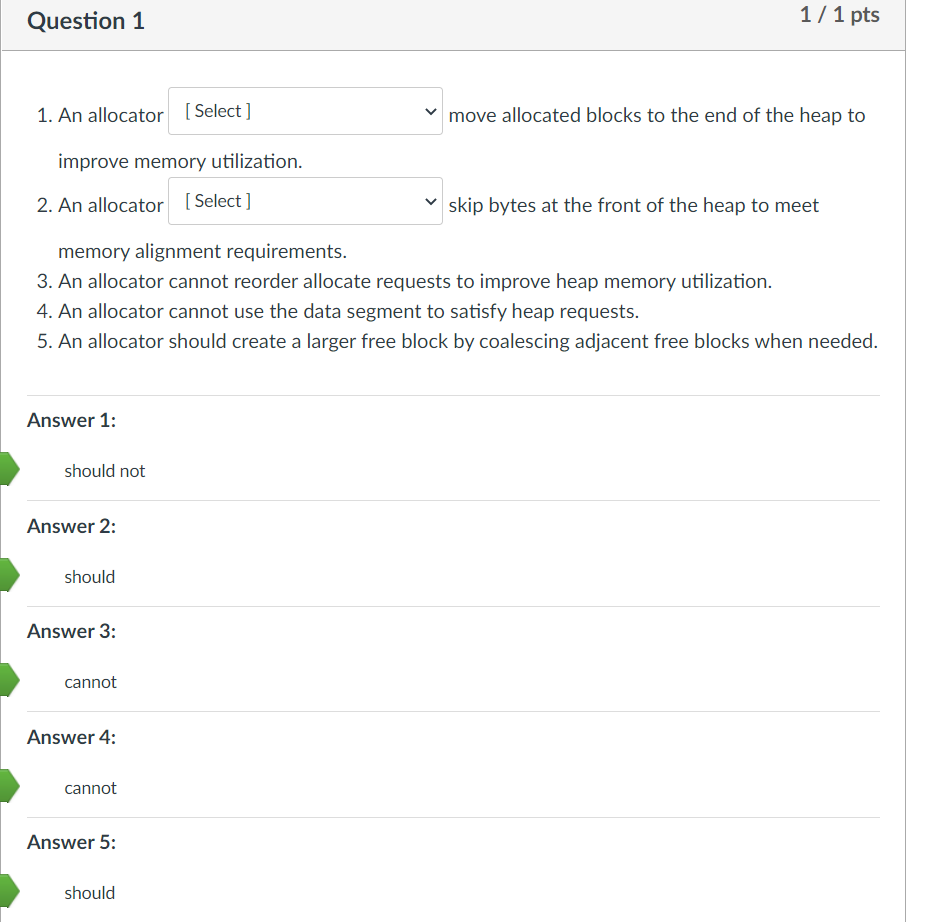 Question 1
1 / 1 pts
1. An allocator [ Select ] move allocated blocks to the end of the heap to
improve memory utilization.
2. An allocator [ Select ] skip bytes at the front of the heap to meet
memory alignment requirements.
3. An allocator cannot reorder allocate requests to improve heap memory utilization.
4. An allocator cannot use the data segment to satisfy heap requests.
5. An allocator should create a larger free block by coalescing adjacent free blocks when needed.
Answer 1:
should not
Answer 2:
should
Answer 3:
cannot
Answer 4:
cannot
Answer 5:
should